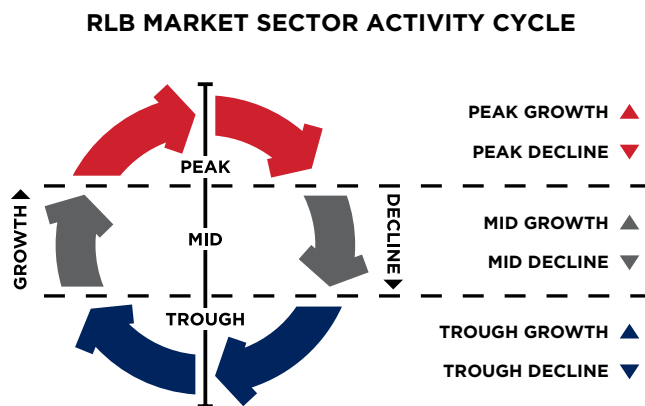 RLB MARKET SECTOR ACTIVITY CYCLE
PEAK GROWTH
PEAK DECLINE
PEAK
GROWTH
MID
DECLINE
MID GROWTH
MID DECLINE
TROUGH
TROUGH GROWTH
TROUGH DECLINE